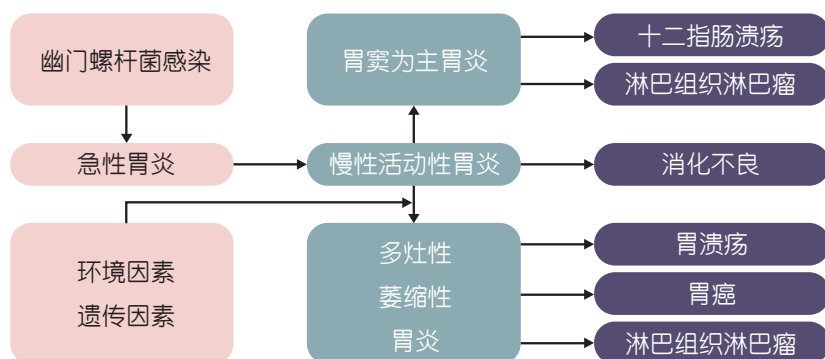 幽门螺杆菌感染
胃窦为主胃炎
十二指肠溃疡
淋巴组织淋巴瘤
急性胃炎
慢性活动性胃炎
消化不良
环境因素
遗传因素
多灶性
萎缩性
胃炎
胃溃疡
胃癌
淋巴组织淋巴瘤